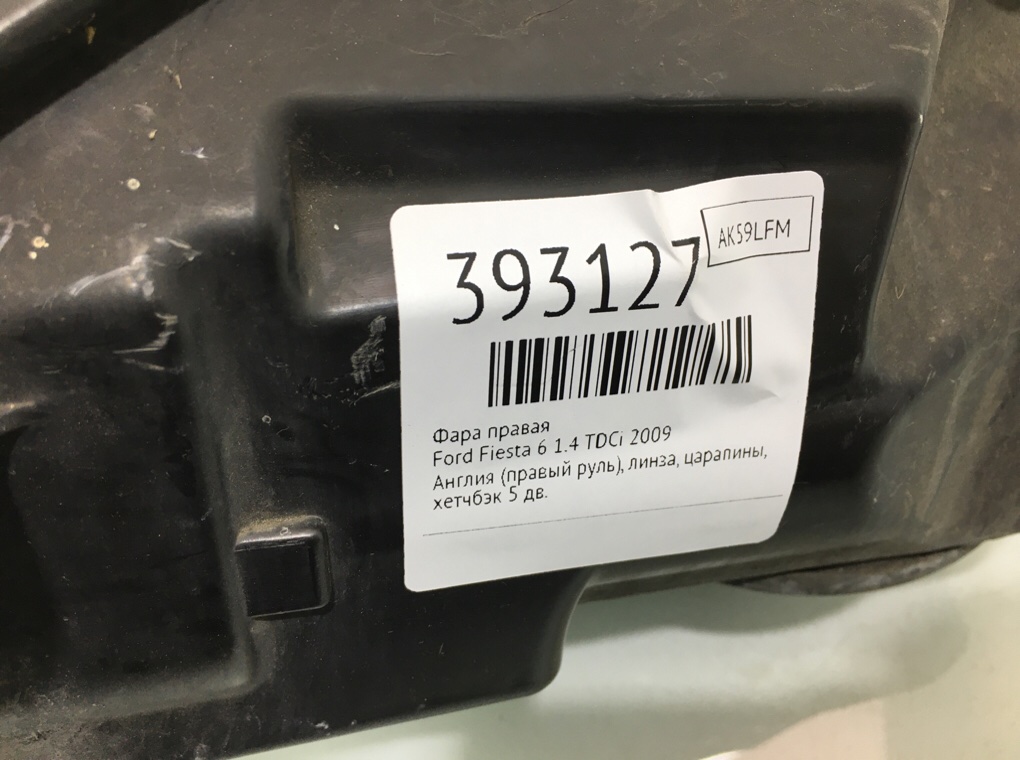 393127
AK59LFM
Фара правая
Ford Fiesta 6 1.4 TDCi 2009
Англия (правый руль), линза, царапины,
хетчбэк 5 дв.